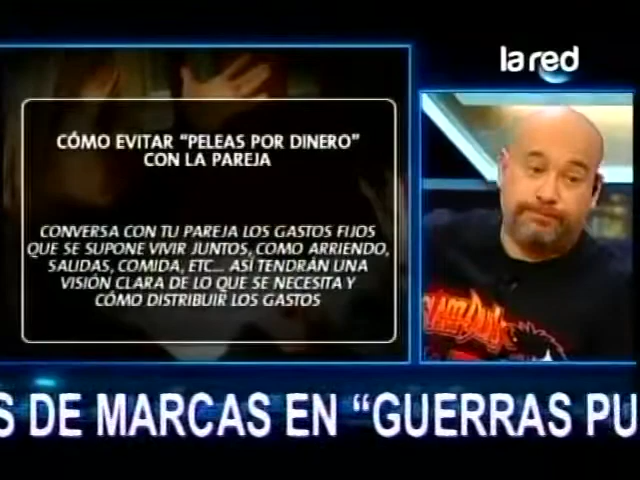 la red
CÓMO EVITAR "PELEAS POR DINERO"
CON LA PAREJA
CONVERSA CON TU PAREJA LOS GASTOS FIJOS
QUE SE SUPONE VIVIR JUNTOS, COMO ARRIENDO,
SALIDAS, COMIDA, ETC... ASÍ TENDRÁN UNA
VISIÓN CLARA DE LO QUE SE NECESITA Y
CÓMO DISTRIBUIR LOS GASTOS
S DE MARCAS EN "GUERRAS PU